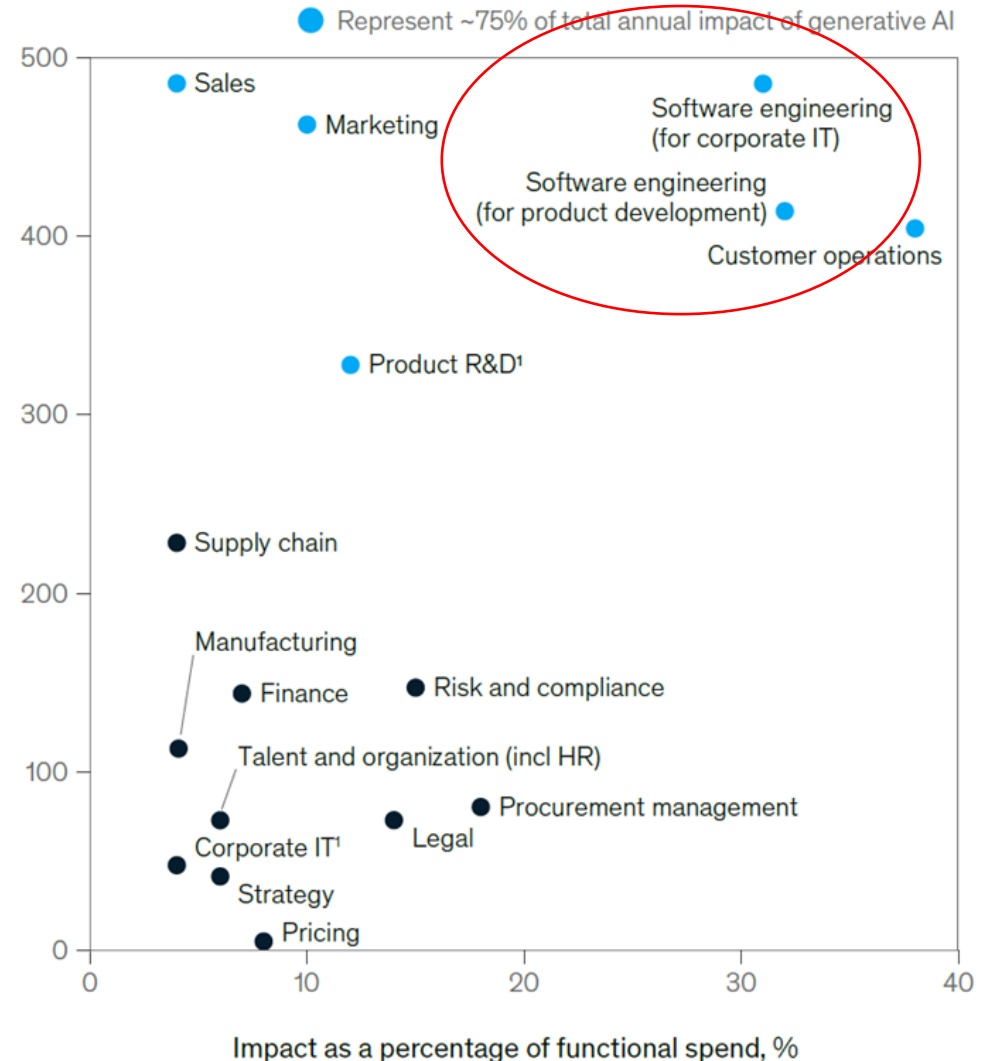 Represent ~75% of total annual impact of generative AI
500
Sales
Marketing
Software engineering
(for corporate IT)
Software engineering
(for product development)
400
Customer operations
Product R&D¹
300
Supply chain
200
Manufacturing
Finance
Risk and compliance
Talent and organization (incl HR)
100
Procurement management
Legal
Corporate IT¹
Strategy
Pricing
0
0 10 20 30 40
Impact as a percentage of functional spend, %